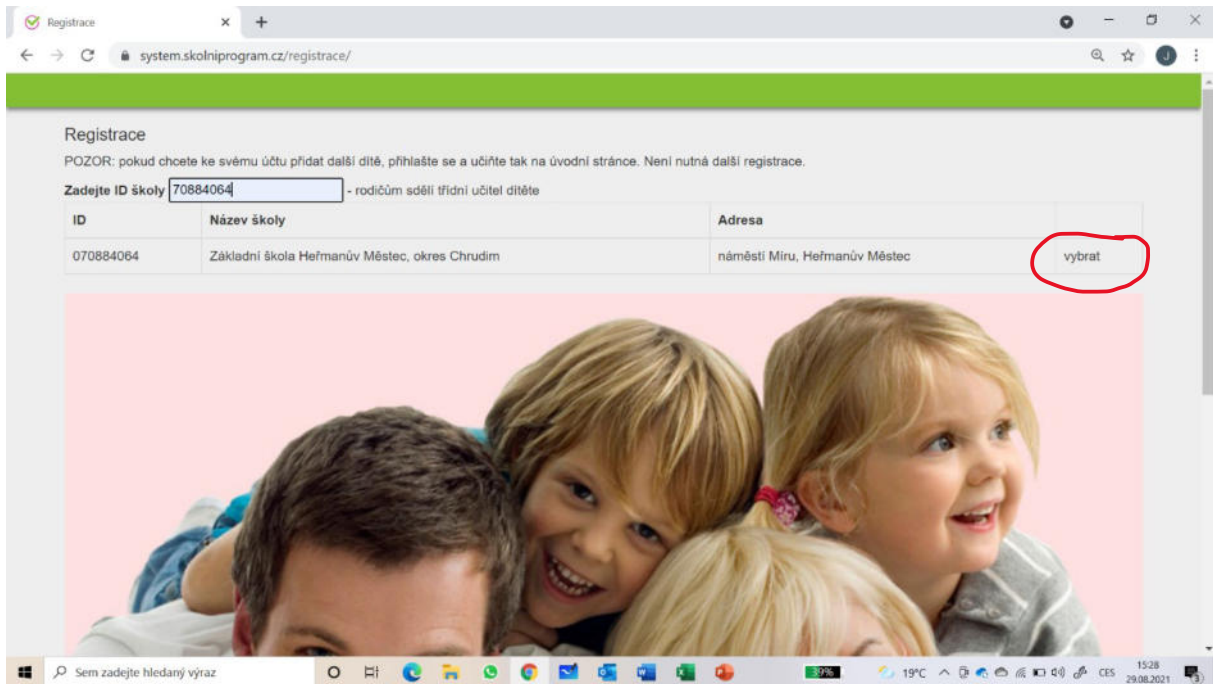 Registrace
system.skolniprogram.cz/registrace/
J
Registrace
POZOR: pokud chcete ke svému účtu přidat další dítě, přihlašte se a učiňte tak na úvodní stránce. Není nutná další registrace.
Zadejte ID školy 70884064 - rodičům sdělí třídní učitel dítěte
ID Název školy Adresa
070884064 Základní škola Heřmanův Městec, okres Chrudim náměstí Míru, Heřmanův Městec vybrat
Sem zadejte hledaný výraz 39% 19°C CES 15:28
29.08.2021